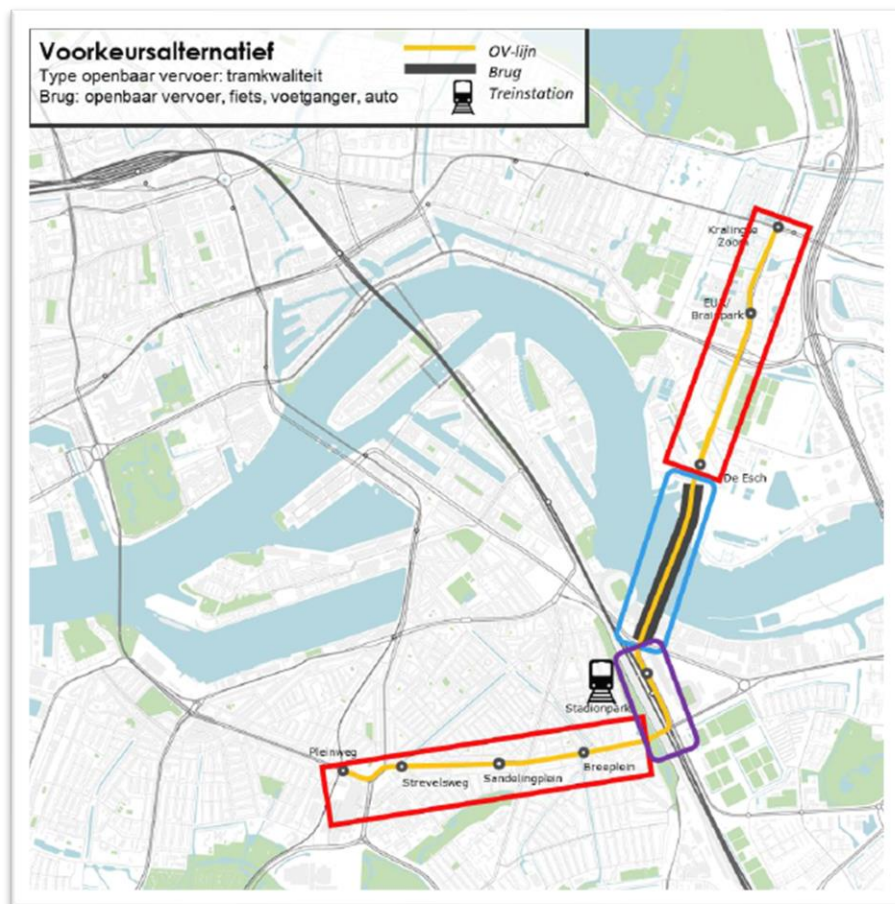 Voorkeursalternatief
Type openbaar vervoer: tramkwaliteit
Brug: openbaar vervoer, fiets, voetganger, auto
OV-lijn
Brug
Treinstation
Kralingse
Zoom
EUR/
Brainpark
De Esch
Stadionpark
Pleinweg
Strevelsweg
Sandelingplein
Breeplein